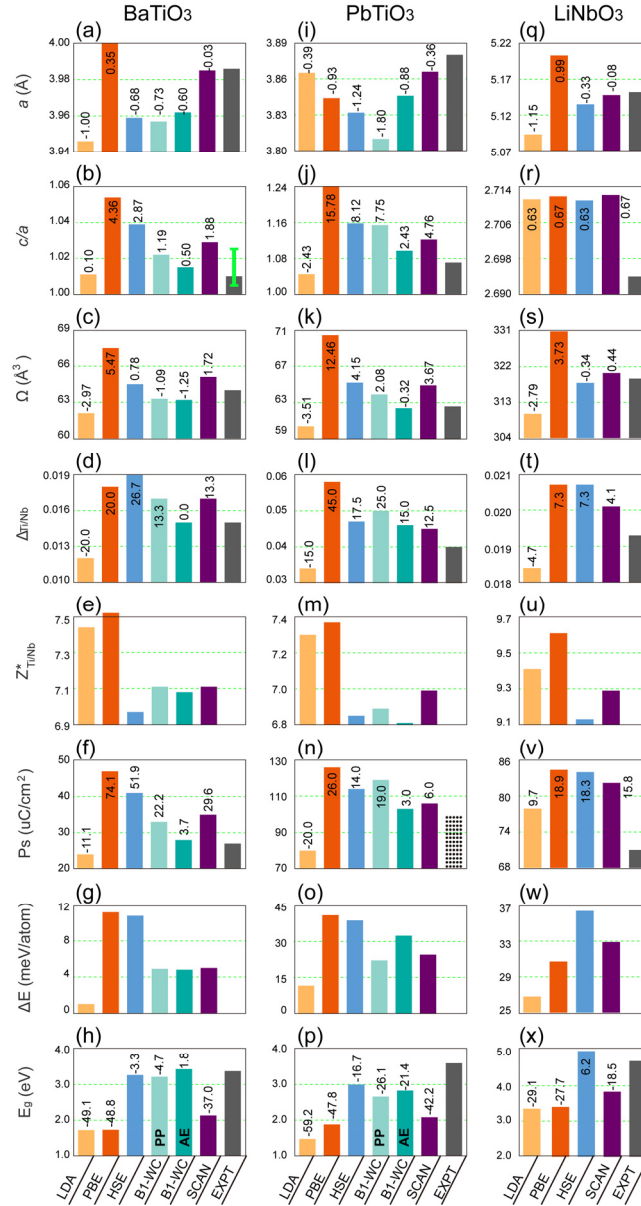 BaTiO3 PbTiO3 LiNbO3
(a) (i) (q)
a (Å)
4.00 3.98 3.96 3.94
-1.00 0.35 -0.68 -0.73 -0.60 -0.03
3.89 3.86 3.83 3.80
-0.39 -0.93 -1.24 -1.80 -0.88 -0.36
5.22 5.17 5.12 5.07
-1.15 0.99 -0.33 -0.08
(b) (j) (r)
c/a
1.06 1.04 1.02 1.00
0.10 4.36 2.87 1.19 0.50 1.88
1.24 1.16 1.08 1.00
-2.43 15.78 8.12 7.75 2.43 4.76
2.714 2.706 2.698 2.690
0.63 0.67 0.63 0.67
(c) (k) (s)
Ω (Å3)
69 66 63 60
-2.97 5.47 0.78 -1.09 -1.25 1.72
71 67 63 59
-3.51 12.46 4.15 2.08 -0.32 3.67
331 322 313 304
-2.79 3.73 -0.34 0.44
(d) (l) (t)
ΔTi/Nb
0.019 0.016 0.013 0.010
-20.0 20.0 26.7 13.3 0.0 13.3
0.06 0.05 0.04 0.03
-15.0 45.0 17.5 25.0 15.0 12.5
0.021 0.020 0.019 0.018
-4.7 7.3 7.3 4.1
(e) (m) (u)
Z*Ti/Nb
7.5 7.3 7.1 6.9
7.4 7.2 7.0 6.8
9.7 9.5 9.3 9.1
(f) (n) (v)
Ps (uC/cm2)
50 40 30 20
-11.1 74.1 51.9 22.2 3.7 29.6
130 110 90 70
-20.0 26.0 14.0 19.0 3.0 6.0
86 80 74 68
9.7 18.9 18.3 15.8
(g) (o) (w)
ΔE (meV/atom)
12 8 4 0
45 30 15 0
37 33 29 25
(h) (p) (x)
Eg (eV)
4.0 3.0 2.0 1.0
-49.1 -48.8 -3.3 -4.7 1.8 -37.0
PP AE
4.0 3.0 2.0 1.0
-59.2 -47.8 -16.7 -26.1 -21.4 -42.2
PP AE
5.0 4.0 3.0 2.0
-29.1 -27.7 6.2 -18.5
LDA PBE HSE B1-WC B1-WC SCAN EXPT
LDA PBE HSE B1-WC B1-WC SCAN EXPT
LDA PBE HSE SCAN EXPT